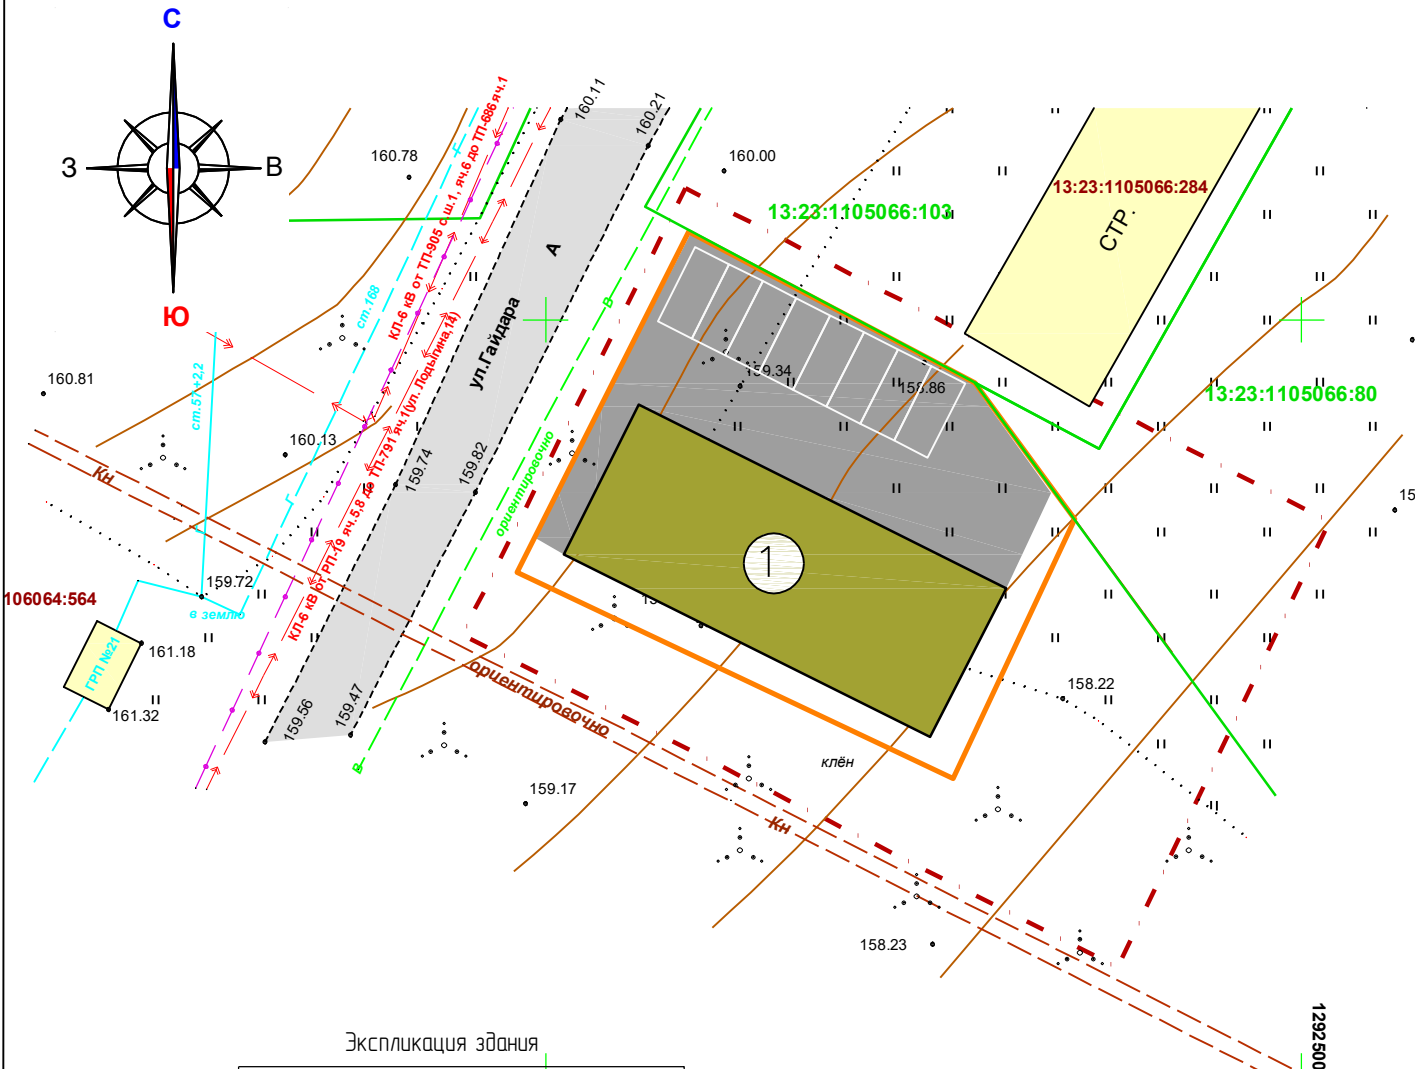 С
З
В
Ю
160.11
160.21
160.78
160.00
КЛ-6 кВ от ТП-905 с.ш.1, яч.6 до ТП-686 яч.1
13:23:1105066:284
13:23:1105066:103
СТР.
А
ст.168
В
ул.Гайдара
160.81
ст.57+2,2
159.34
158.86
13:23:1105066:80
160.13
КЛ-6 кВ от РП-19 яч.5,8 до ТП-791 яч.1(ул. Лодыгина,14)
Кн
159.74
159.82
ориентировочно
Г
Г
1
159.72
106064:564
в землю
ГРП №21
161.18
161.32
ориентировочно
158.22
159.56
159.47
В
клён
159.17
Кн
158.23
1292500
Экспликация здания